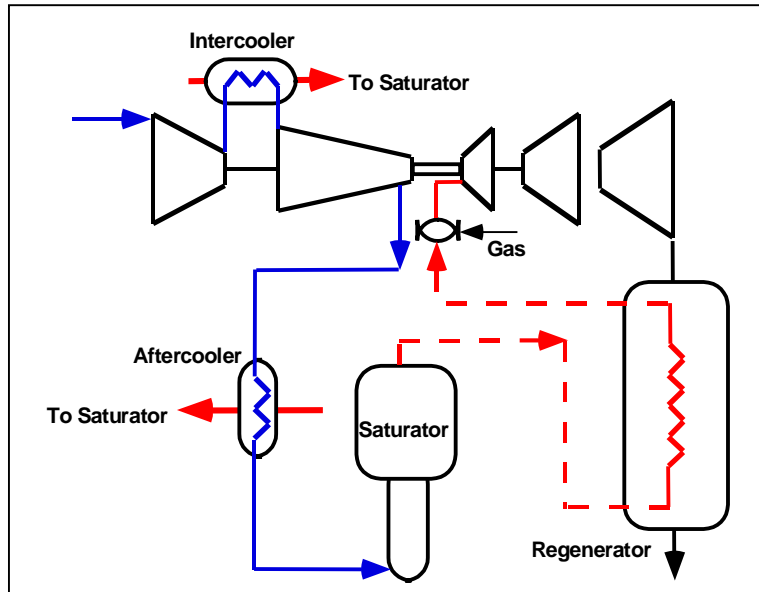 Intercooler
To Saturator
Gas
Aftercooler
To Saturator
Saturator
Regenerator